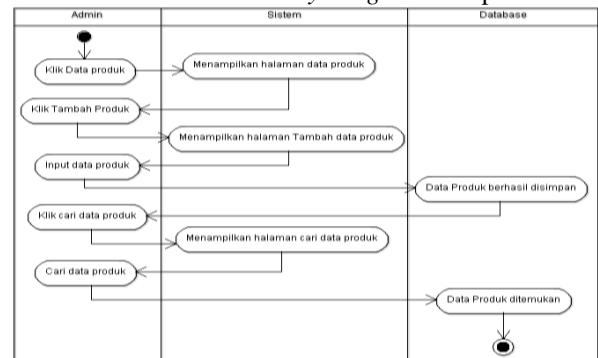 Admin
Sistem
Database
Klik Data produk
Menampilkan halaman data produk
Klik Tambah Produk
Menampilkan halaman Tambah data produk
Input data produk
Data Produk berhasil disimpan
Klik cari data produk
Menampilkan halaman cari data produk
Cari data produk
Data Produk ditemukan